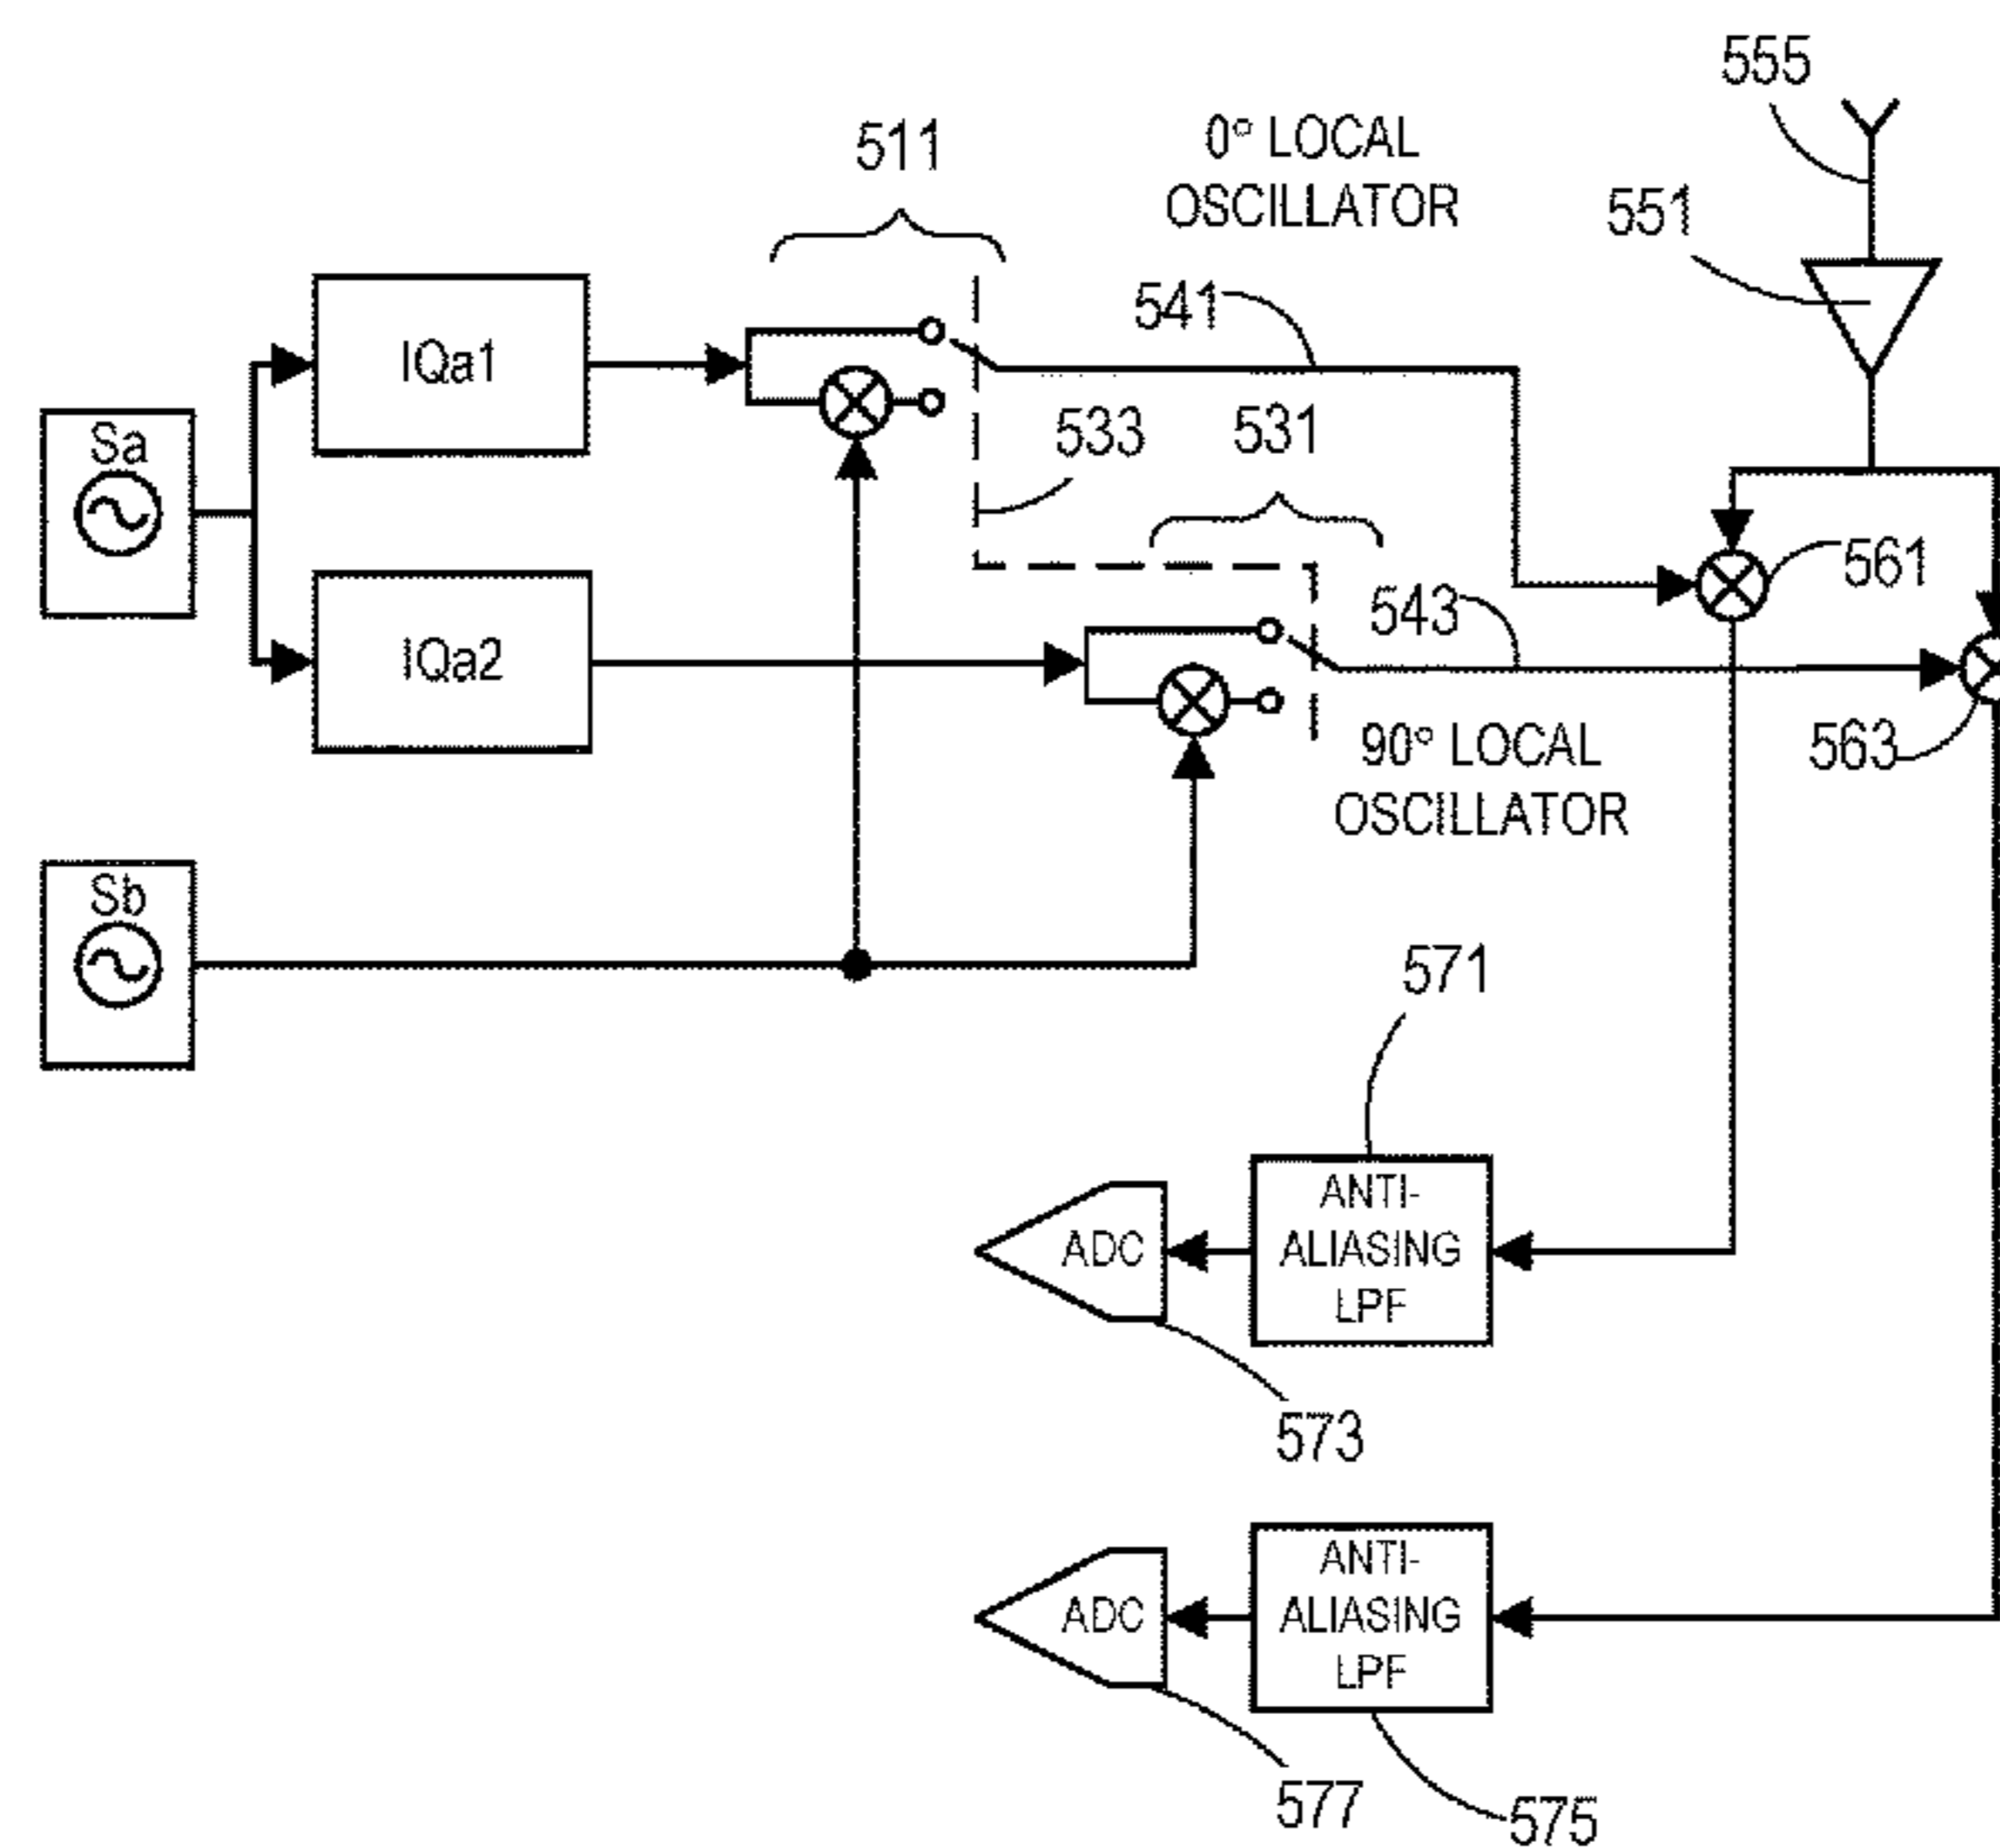 555
511
0° LOCAL
OSCILLATOR
551
541
IQa1
Sa
533
531
561
543
IQa2
90° LOCAL
OSCILLATOR
563
Sb
571
ANTI-
ALIASING
LPF
ADC
573
ANTI-
ALIASING
LPF
ADC
577
575